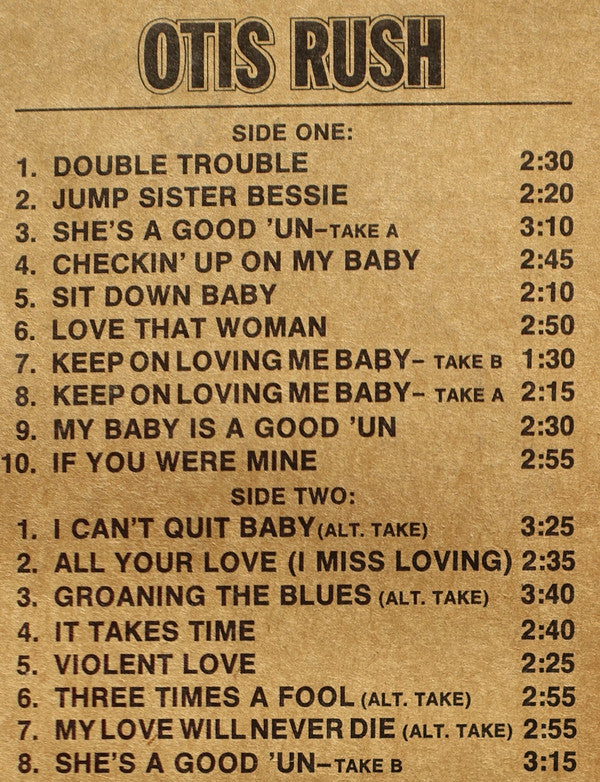 OTIS RUSH
SIDE ONE:
1. DOUBLE TROUBLE 2:30
2. JUMP SISTER BESSIE 2:20
3. SHE'S A GOOD 'UN–TAKE A 3:10
4. CHECKIN' UP ON MY BABY 2:45
5. SIT DOWN BABY 2:10
6. LOVE THAT WOMAN 2:50
7. KEEP ON LOVING ME BABY– TAKE B 1:30
8. KEEP ON LOVING ME BABY– TAKE A 2:15
9. MY BABY IS A GOOD 'UN 2:30
10. IF YOU WERE MINE 2:55
SIDE TWO:
1. I CAN'T QUIT BABY (ALT. TAKE) 3:25
2. ALL YOUR LOVE (I MISS LOVING) 2:35
3. GROANING THE BLUES (ALT. TAKE) 3:40
4. IT TAKES TIME 2:40
5. VIOLENT LOVE 2:25
6. THREE TIMES A FOOL (ALT. TAKE) 2:55
7. MY LOVE WILL NEVER DIE (ALT. TAKE) 2:55
8. SHE'S A GOOD 'UN–TAKE B 3:15